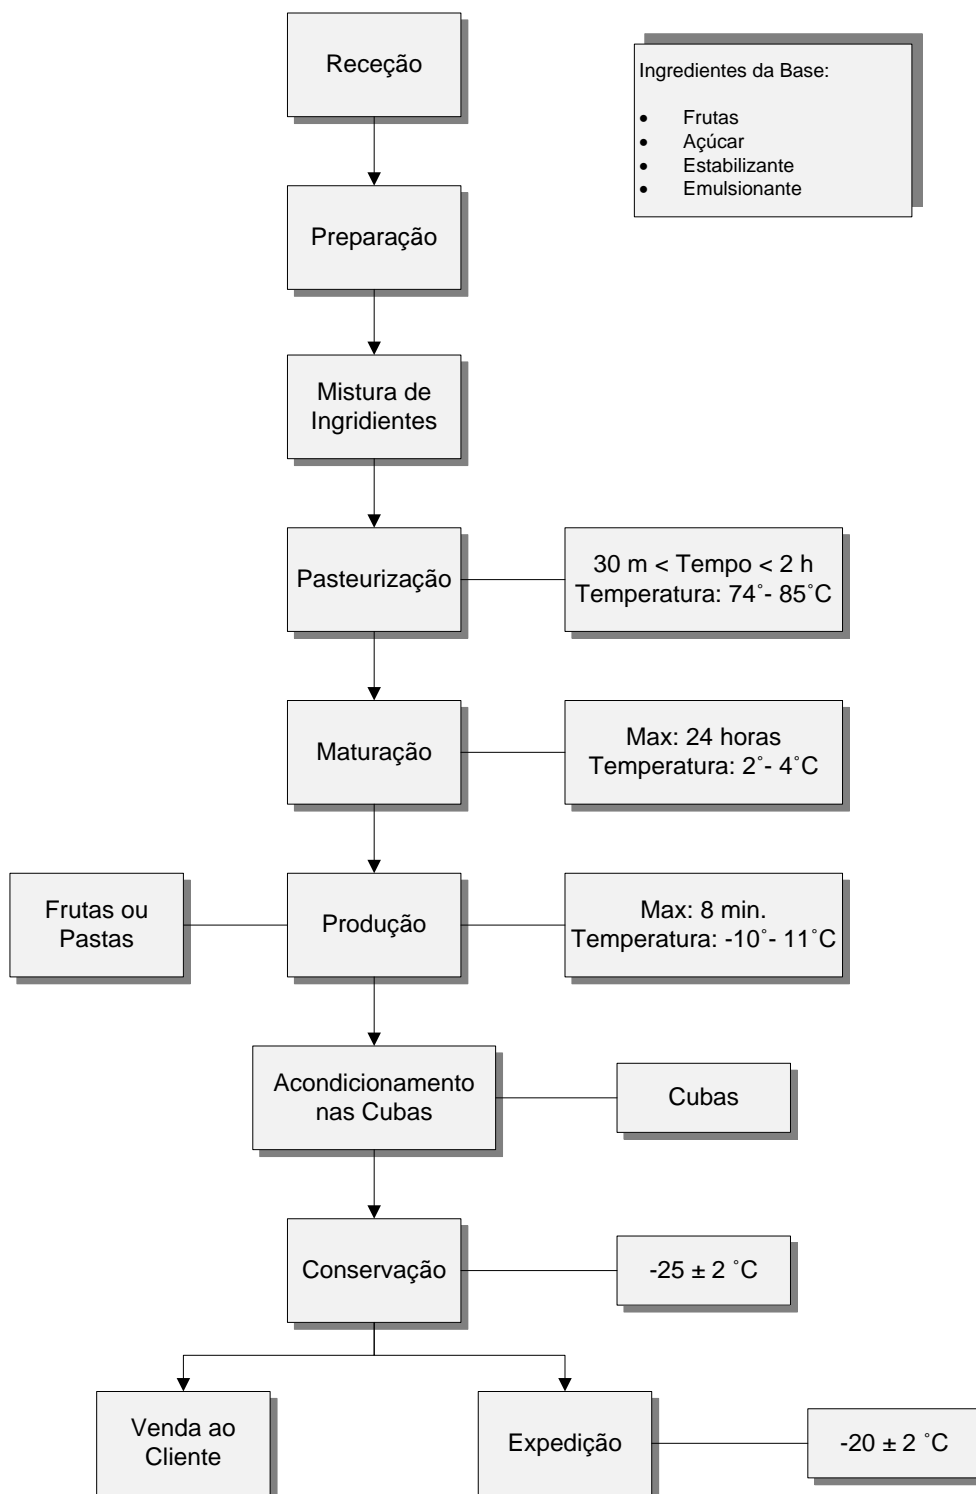 Receção
Ingredientes da Base:
• Frutas
• Açúcar
• Estabilizante
• Emulsionante
Preparação
Mistura de
Ingridientes
Pasteurização
30 m < Tempo < 2 h
Temperatura: 74˚- 85˚C
Maturação
Max: 24 horas
Temperatura: 2˚- 4˚C
Frutas ou
Pastas
Produção
Max: 8 min.
Temperatura: -10˚- 11˚C
Acondicionamento
nas Cubas
Cubas
Conservação
-25 ± 2 ˚C
Venda ao
Cliente
Expedição
-20 ± 2 ˚C